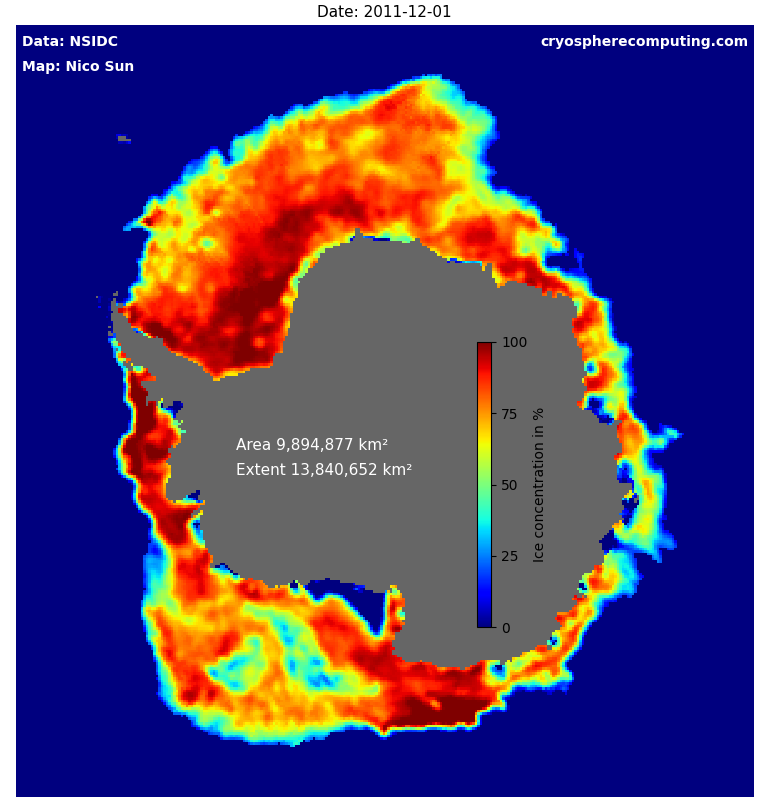 Date: 2011-12-01
Data: NSIDC
cryospherecomputing.com
Map: Nico Sun
100
75
50
25
0
Ice concentration in %
Area 9,894,877 km²
Extent 13,840,652 km²